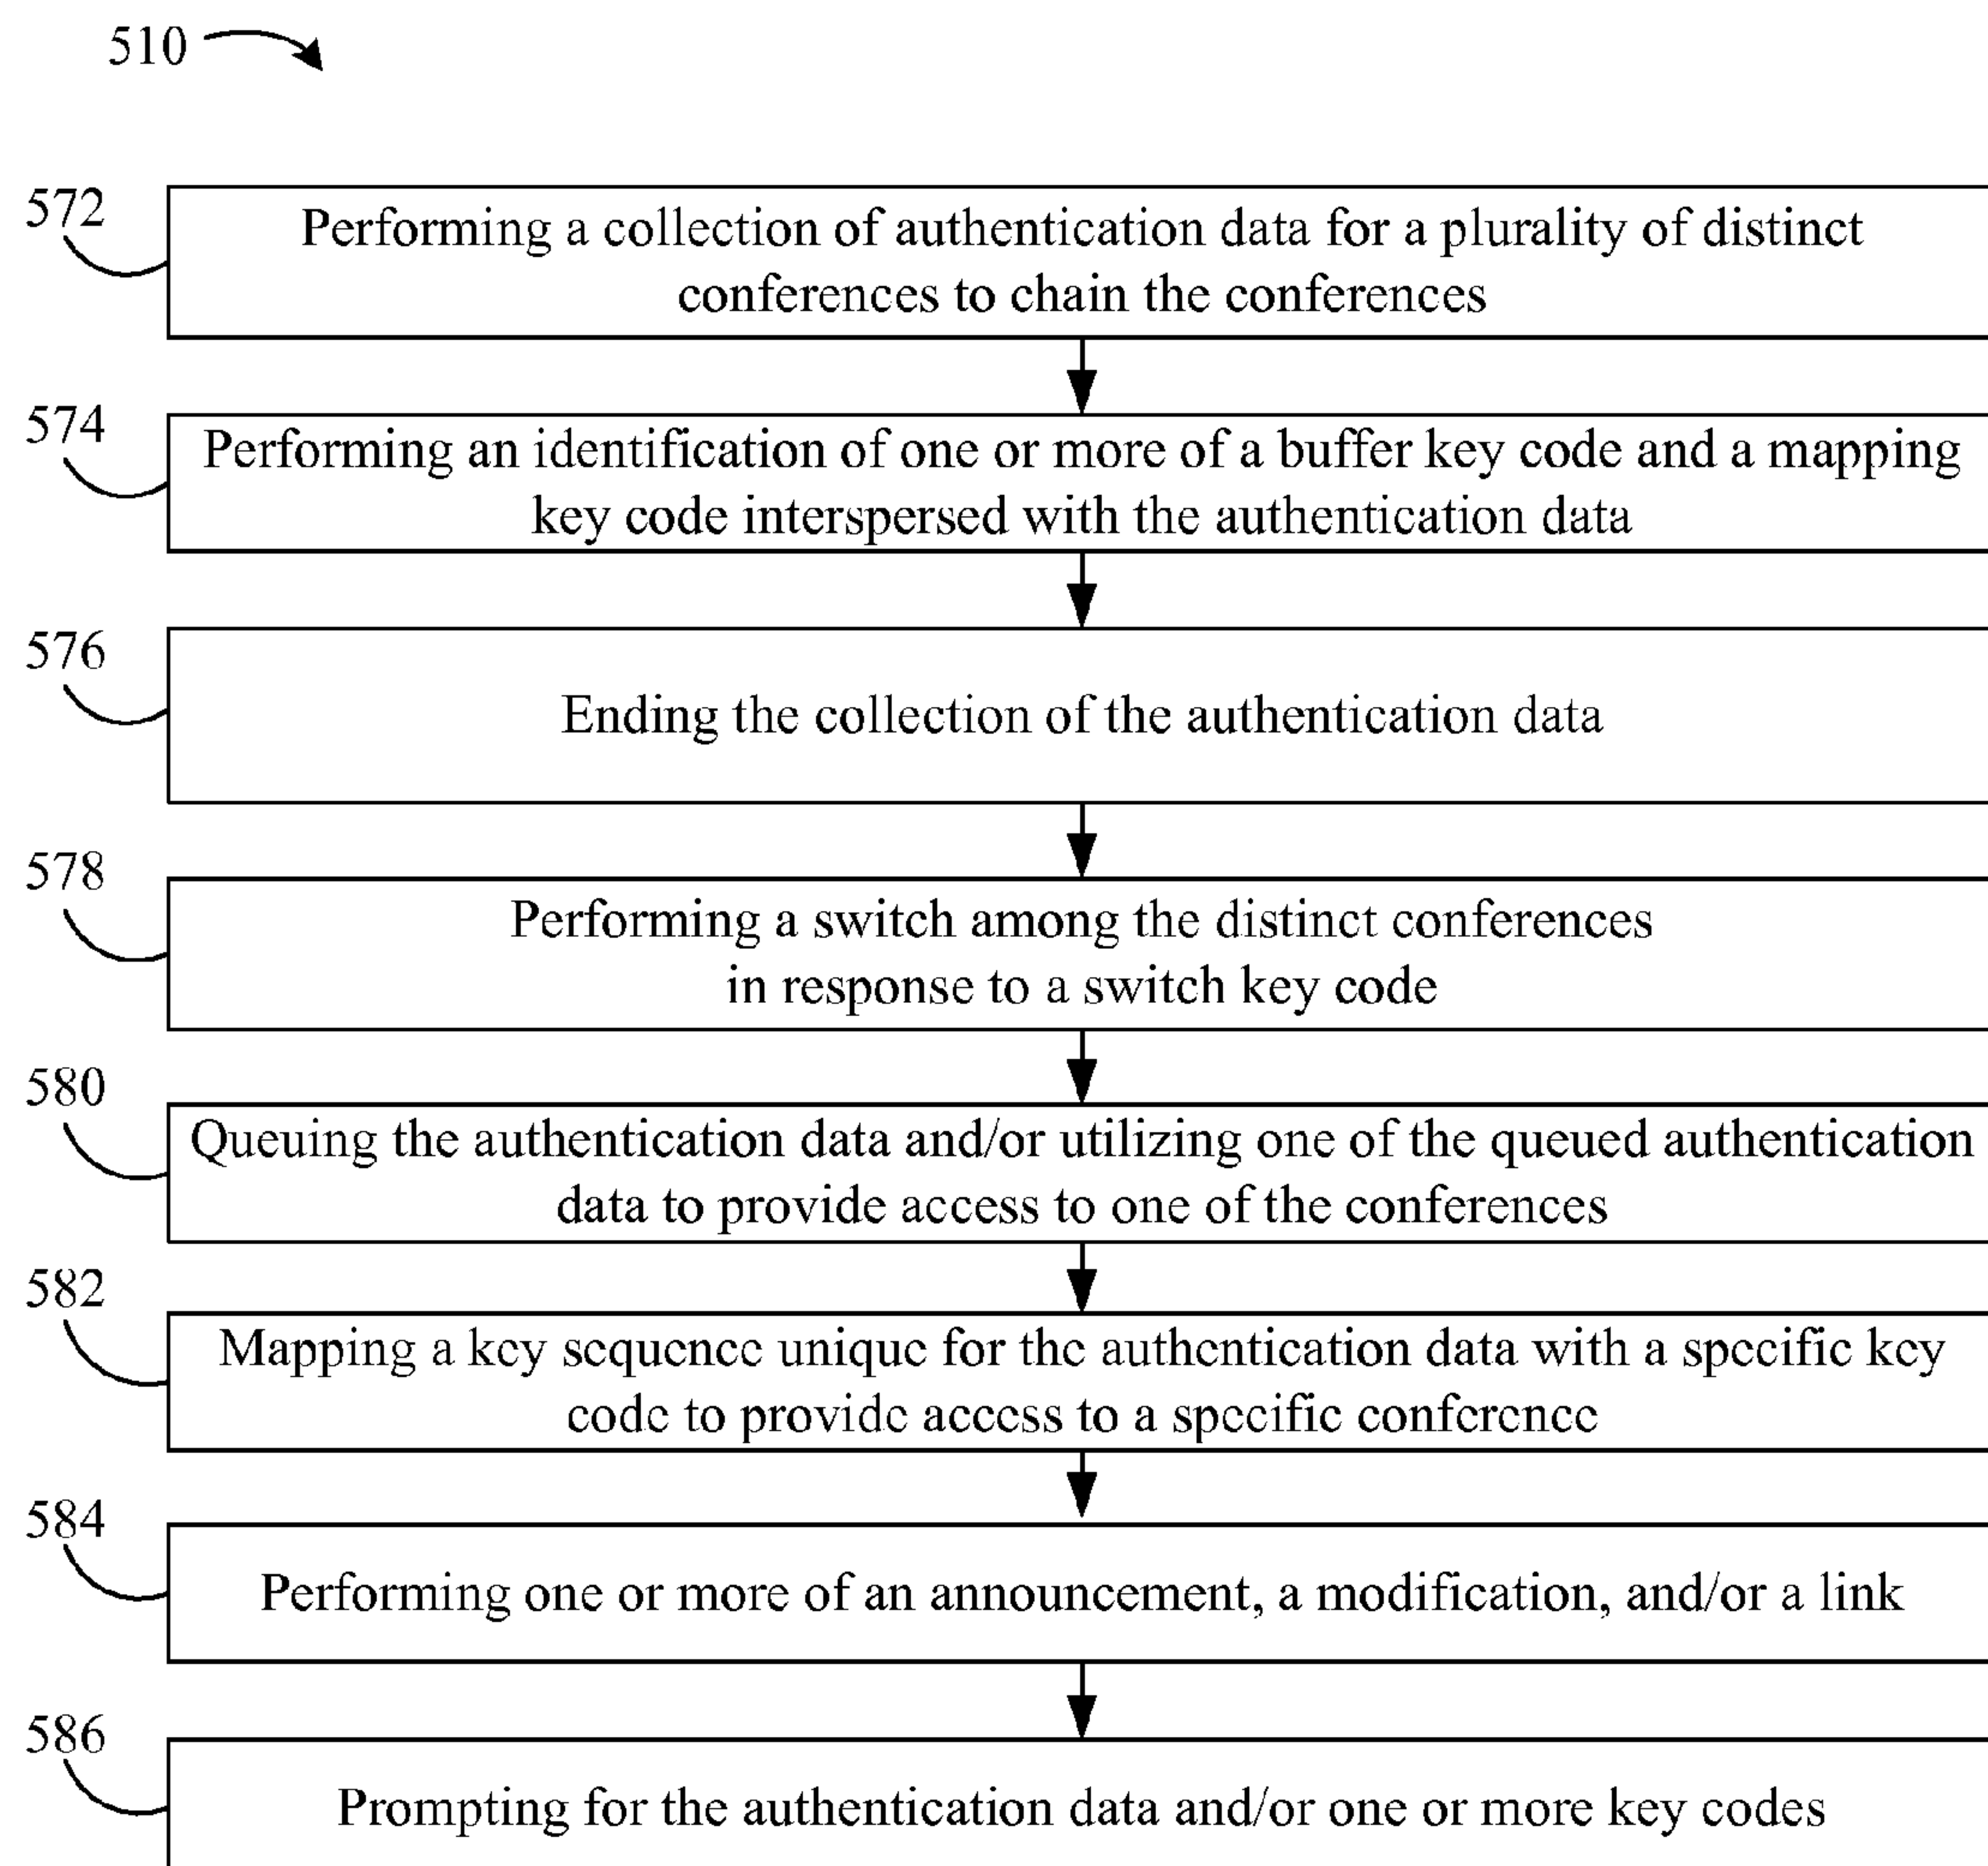 510
572
Performing a collection of authentication data for a plurality of distinct
conferences to chain the conferences
574
Performing an identification of one or more of a buffer key code and a mapping
key code interspersed with the authentication data
576
Ending the collection of the authentication data
578
Performing a switch among the distinct conferences
in response to a switch key code
580
Queuing the authentication data and/or utilizing one of the queued authentication
data to provide access to one of the conferences
582
Mapping a key sequence unique for the authentication data with a specific key
code to provide access to a specific conference
584
Performing one or more of an announcement, a modification, and/or a link
586
Prompting for the authentication data and/or one or more key codes